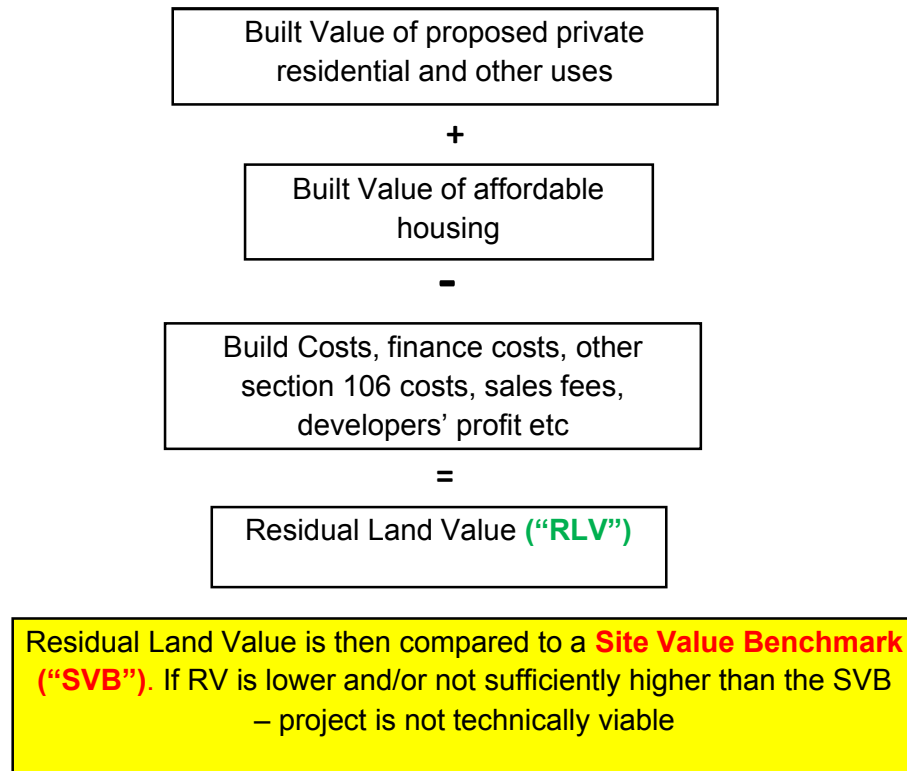 Built Value of proposed private
residential and other uses
+
Built Value of affordable
housing
-
Build Costs, finance costs, other
section 106 costs, sales fees,
developers’ profit etc
=
Residual Land Value (“RLV”)
Residual Land Value is then compared to a Site Value Benchmark
(“SVB”). If RV is lower and/or not sufficiently higher than the SVB
– project is not technically viable